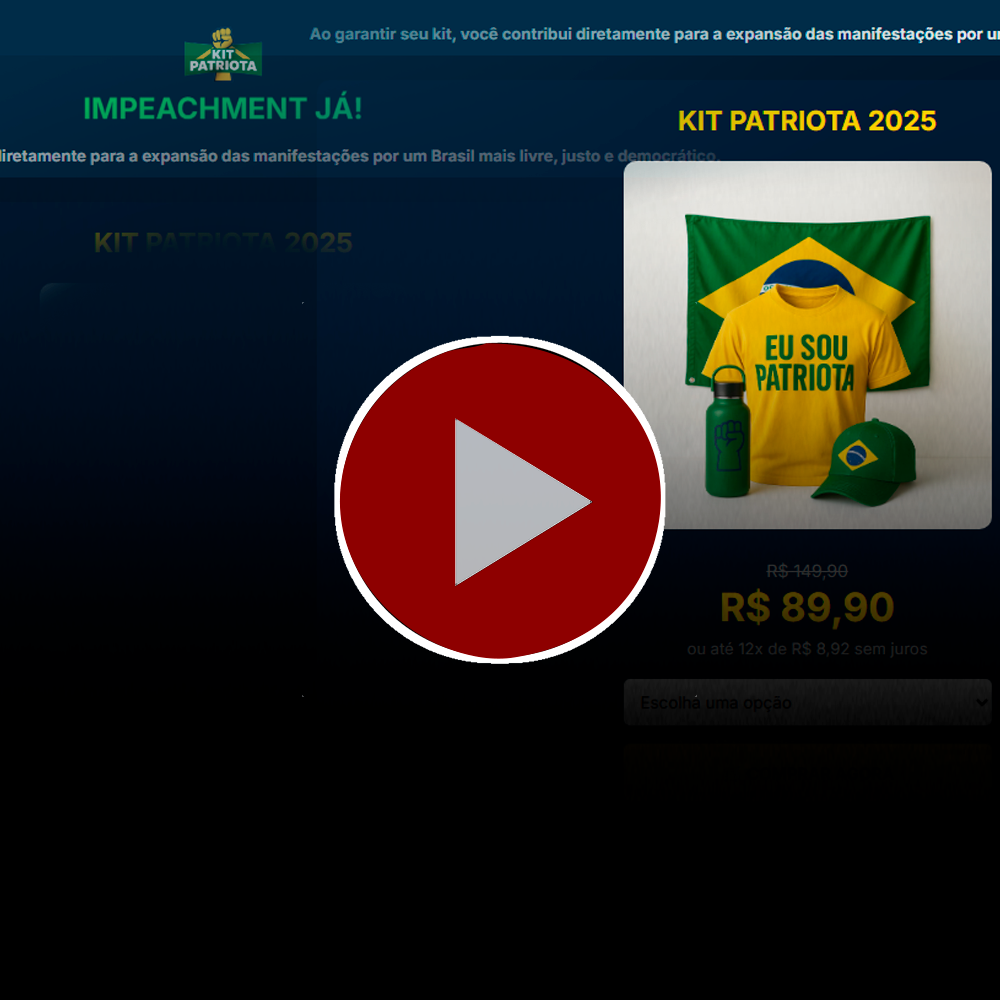 KIT
PATRIOTA
Ao garantir seu kit, você contribui diretamente para a expansão das manifestações por
IMPEACHMENT JÁ!
diretamente para a expansão das manifestações por um Brasil mais livre, justo e democrático.
KIT PATRIOTA 2025
KIT PATRIOTA 2025
EU SOU
PATRIOTA
R$ 149,90
R$ 89,90
ou até 12x de R$ 8,92 sem juros
Escolha uma opção